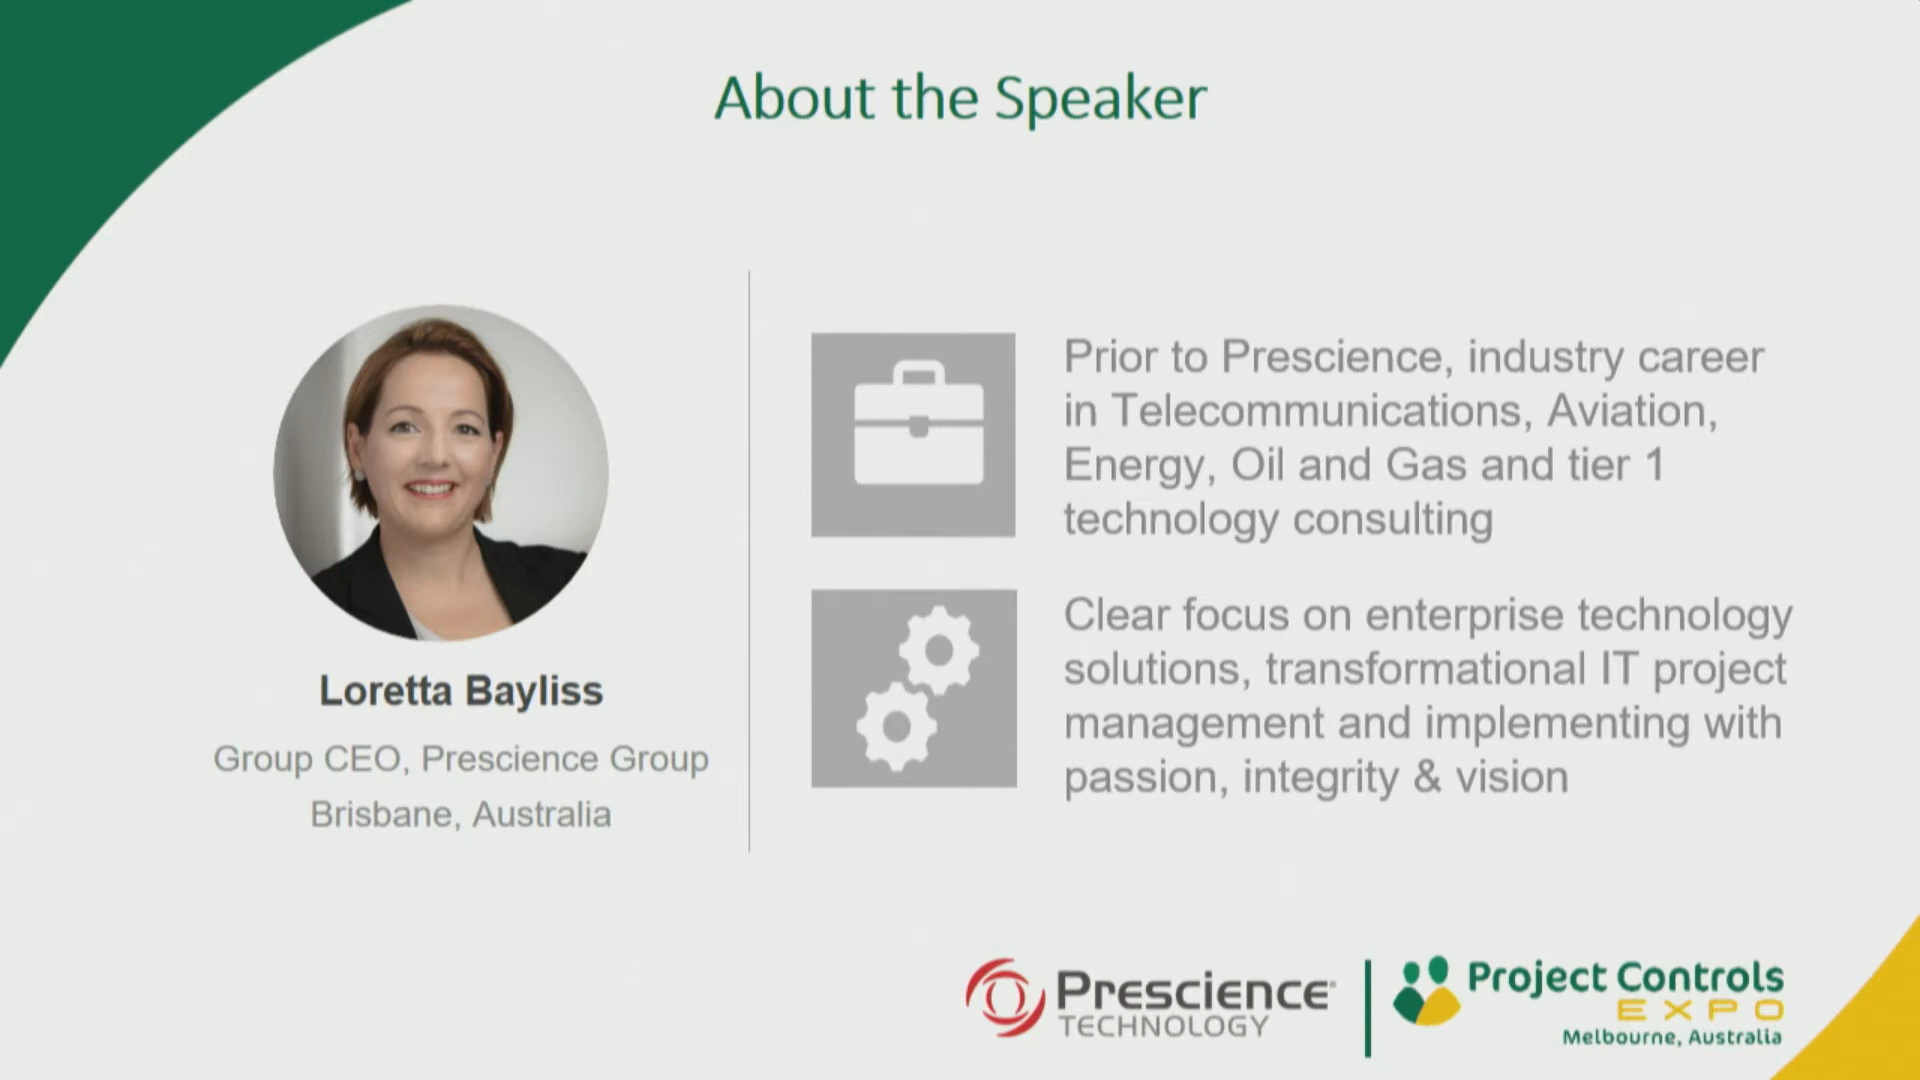 About the Speaker
Loretta Bayliss
Group CEO, Prescience Group
Brisbane, Australia
Prior to Prescience, industry career
in Telecommunications, Aviation,
Energy, Oil and Gas and tier 1
technology consulting
Clear focus on enterprise technology
solutions, transformational IT project
management and implementing with
passion, integrity & vision
Prescience
TECHNOLOGY
Project Controls
EXPO
Melbourne, Australia